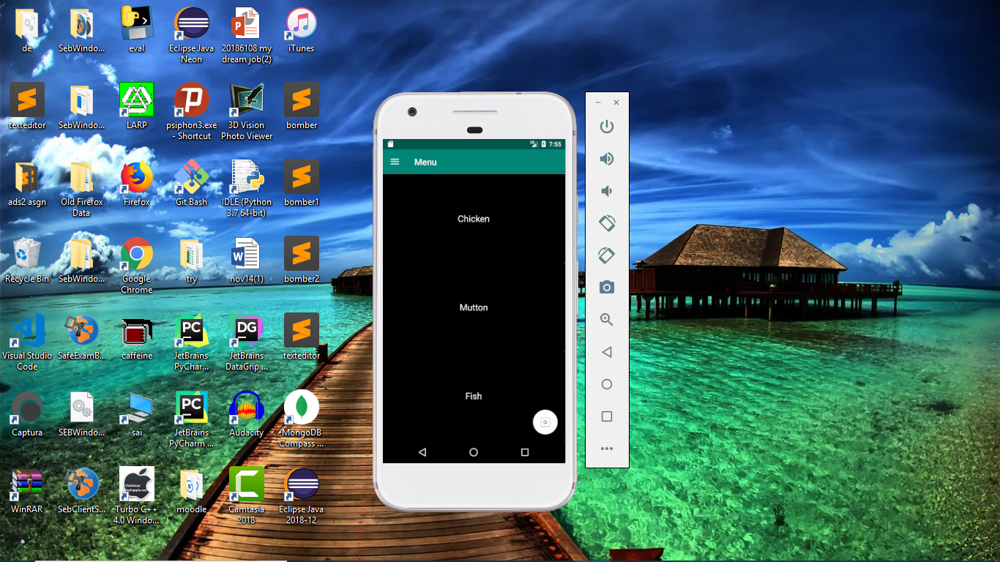 de
SebWindo...
eval
Eclipse Java
Neon
20186108 my
dream job(2)
iTunes
texteditor
SebWindo...
LARP
psiphon3.exe
- Shortcut
3D Vision
Photo Viewer
bomber
ads2 asgn
Old Firefox
Data
Firefox
Git Bash
IDLE (Python
3.7 64-bit)
bomber1
Recycle Bin
SebWindo...
Google
Chrome
try
nov14(1)
bomber2
Visual Studio
Code
SafeExamB...
caffeine
PC
JetBrains
PyChar...
DG
JetBrains
DataGrip ...
texteditor
Captura
SEBWindo...
sai
PC
JetBrains
PyCharm ...
Audacity
MongoDB
Compass ...
WinRAR
SebClientS...
Chaitanya
Turbo C++
4.0 Windo...
moodle
Camtasia
2018
Eclipse Java
2018-12
7:55
Menu
Chicken
Mutton
Fish
G